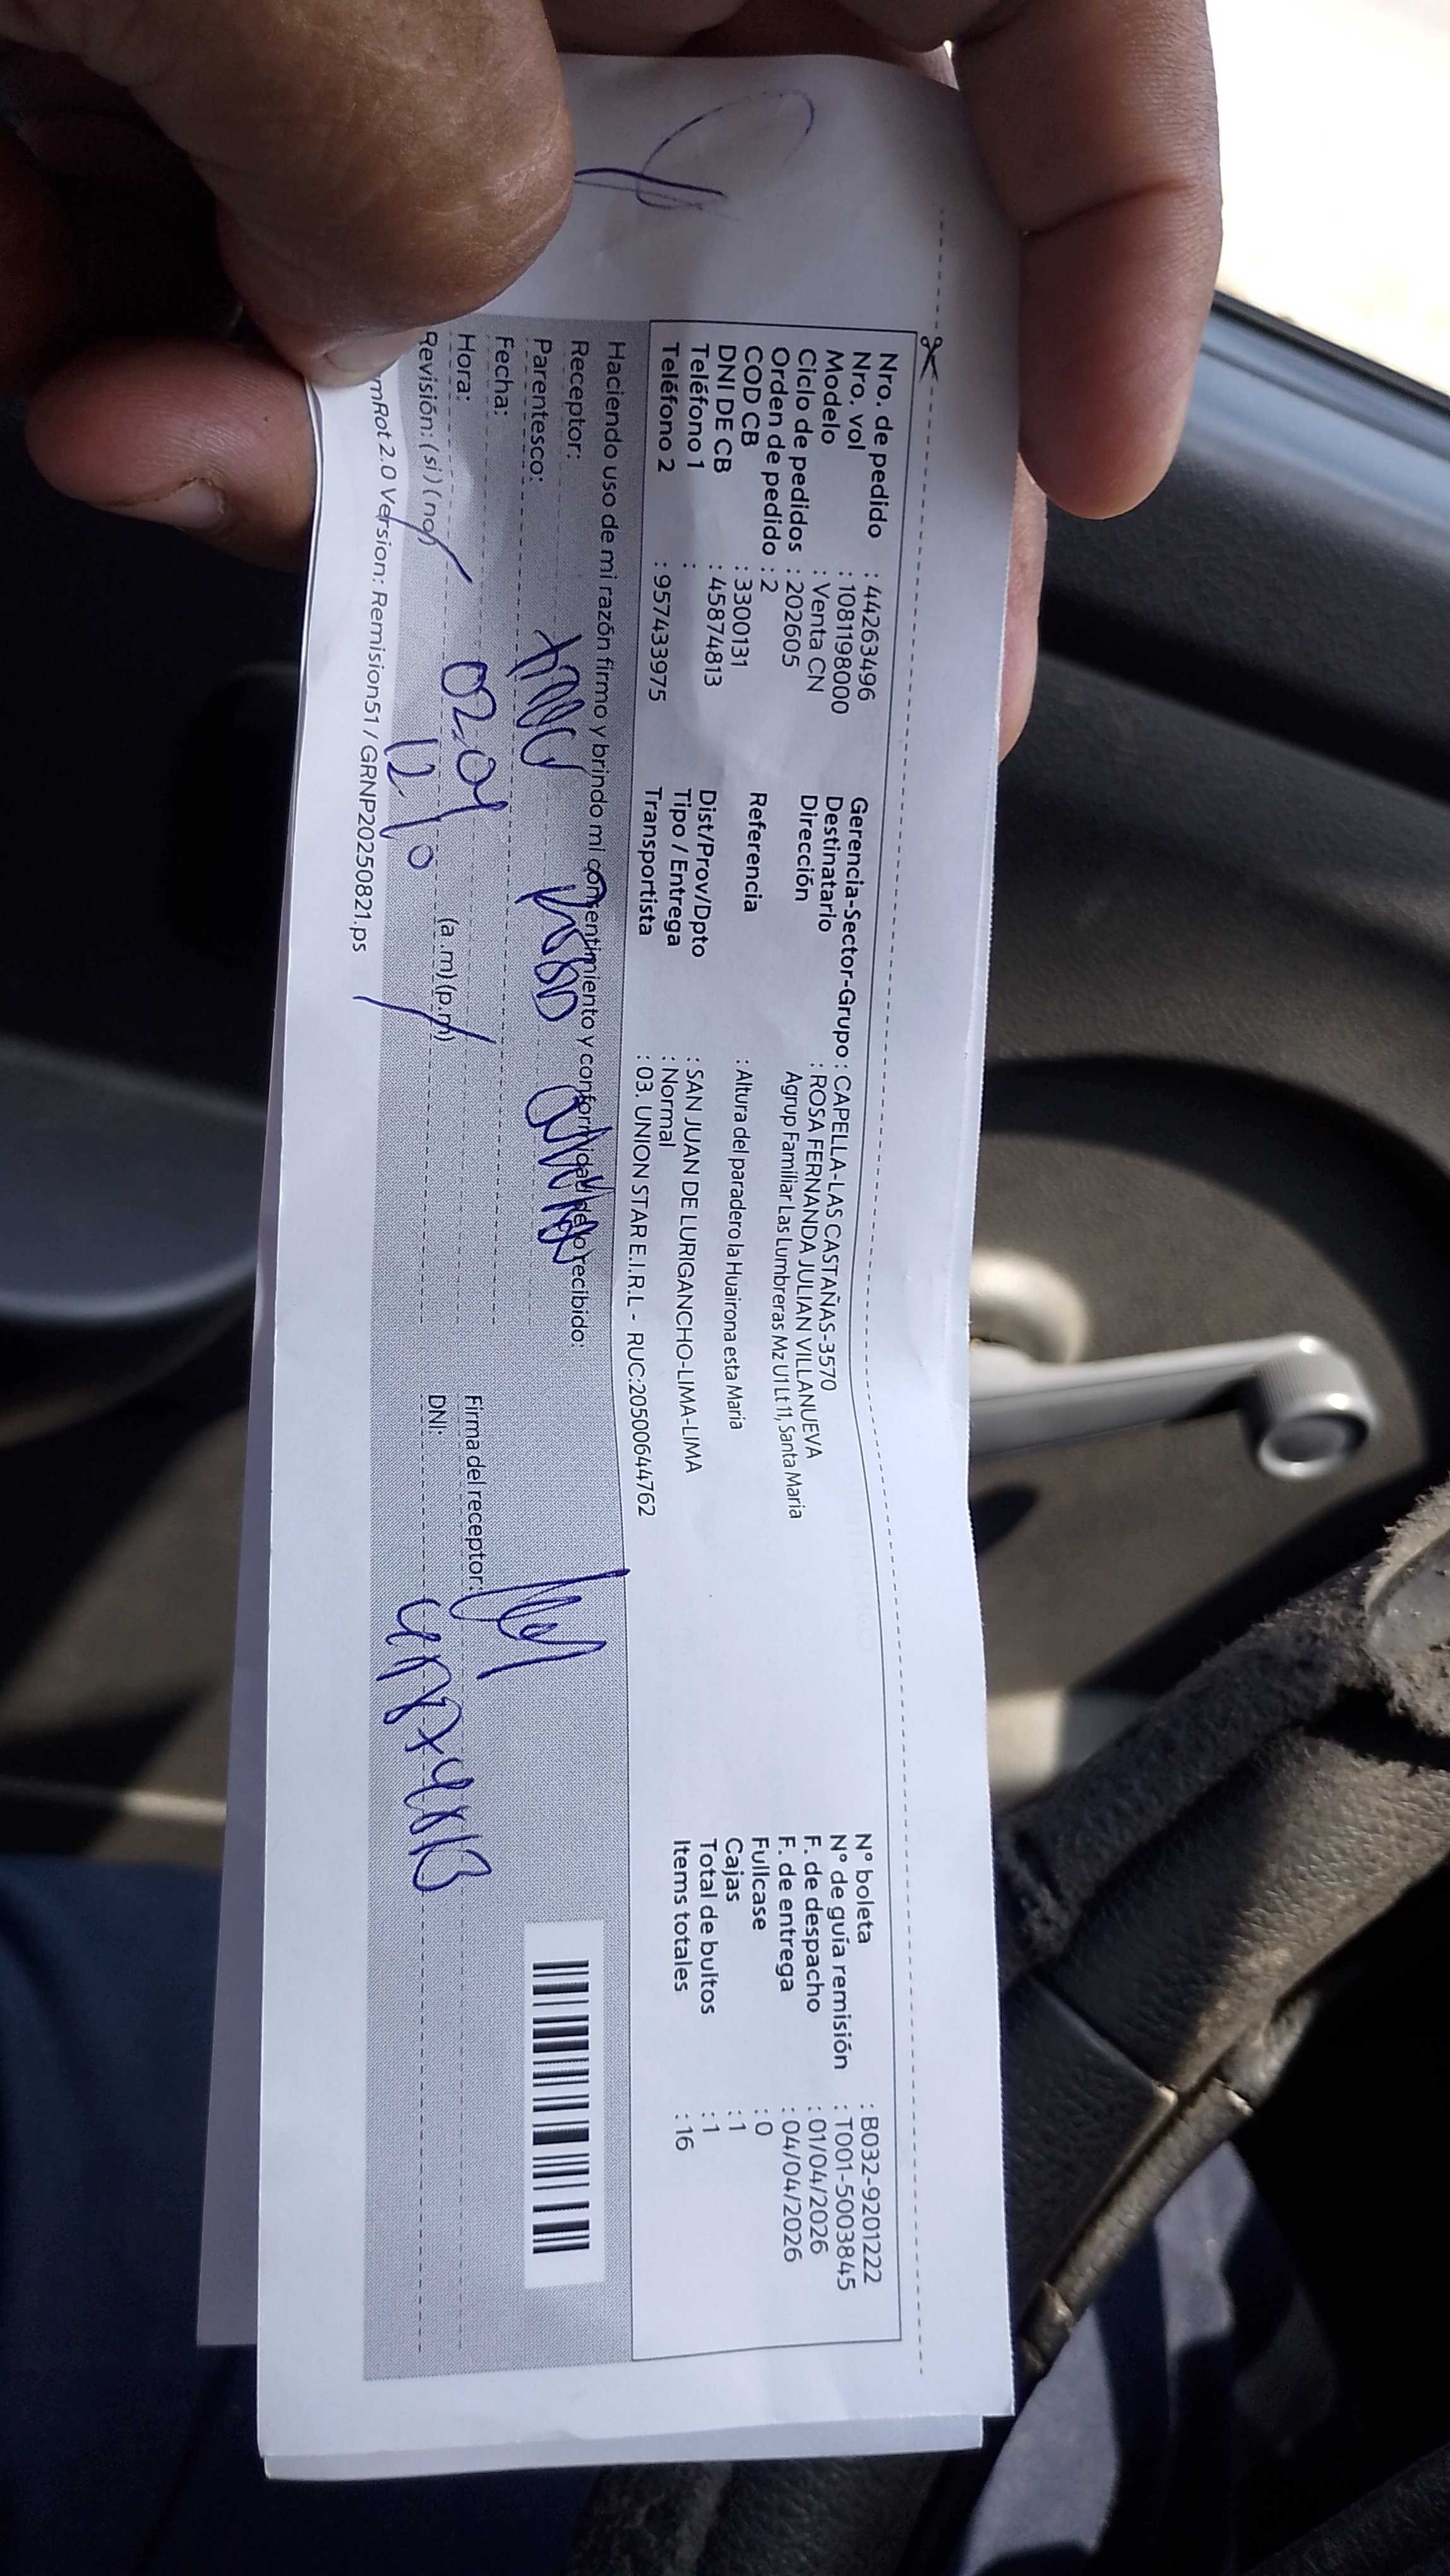 Nro. de pedido : 44263496
Nro. vol : 1081198000
Modelo : Venta CN
Ciclo de pedidos : 202605
Orden de pedido : 2
COD CB : 3300131
DNI DE CB : 45874813
Teléfono 1 :
Teléfono 2 : 957433975
Gerencia-Sector-Grupo : CAPELLA-LAS CASTAÑAS-3570
Destinatario : ROSA FERNANDA JULIAN VILLANUEVA
Dirección Agrup Familiar Las Lumbreras Mz U1 Lt 11, Santa Maria
Referencia : Altura del paradero la Huairona esta Maria
Dist/Prov/Dpto : SAN JUAN DE LURIGANCHO-LIMA-LIMA
Tipo / Entrega : Normal
Transportista : 03. UNION STAR E.I.R.L - RUC:20500644762
N° boleta : B032-9201222
N° de guía remisión : T001-5003845
F. de despacho : 01/04/2026
F. de entrega : 04/04/2026
Fullcase : 0
Cajas : 1
Total de bultos : 1
Items totales : 16
Haciendo uso de mi razón firmo y brindo mi consentimiento y conformidad de lo recibido:
Receptor:
Parentesco:
Fecha: 02.04
Hora: 12.10 (a.m) (p.m)
Revisión: (si) (no)
Firma del receptor:
DNI:
mRot 2.0 Version: Remision51 / GRNP20250821.ps